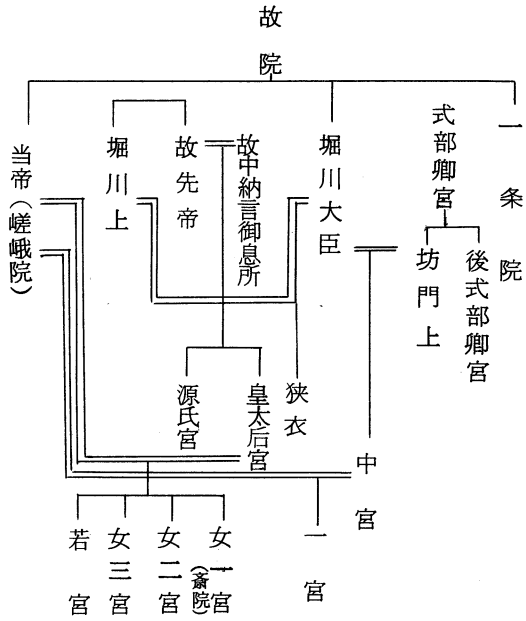 故院
一条院
式部卿宮
後式部卿宮
坊門上
堀川大臣
故中納言御息所
故先帝
堀川上
当帝（嵯峨院）
狭衣
皇太后宮
源氏宮
中宮
一宮
女一宮（斎院）
女二宮
女三宮
若宮